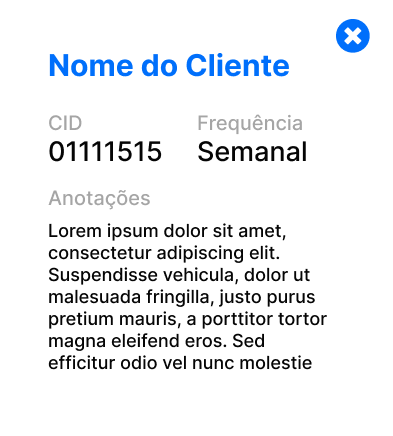 Nome do Cliente
CID Frequência
01111515 Semanal
Anotações
Lorem ipsum dolor sit amet,
consectetur adipiscing elit.
Suspendisse vehicula, dolor ut
malesuada fringilla, justo purus
pretium mauris, a porttitor tortor
magna eleifend eros. Sed
efficitur odio vel nunc molestie